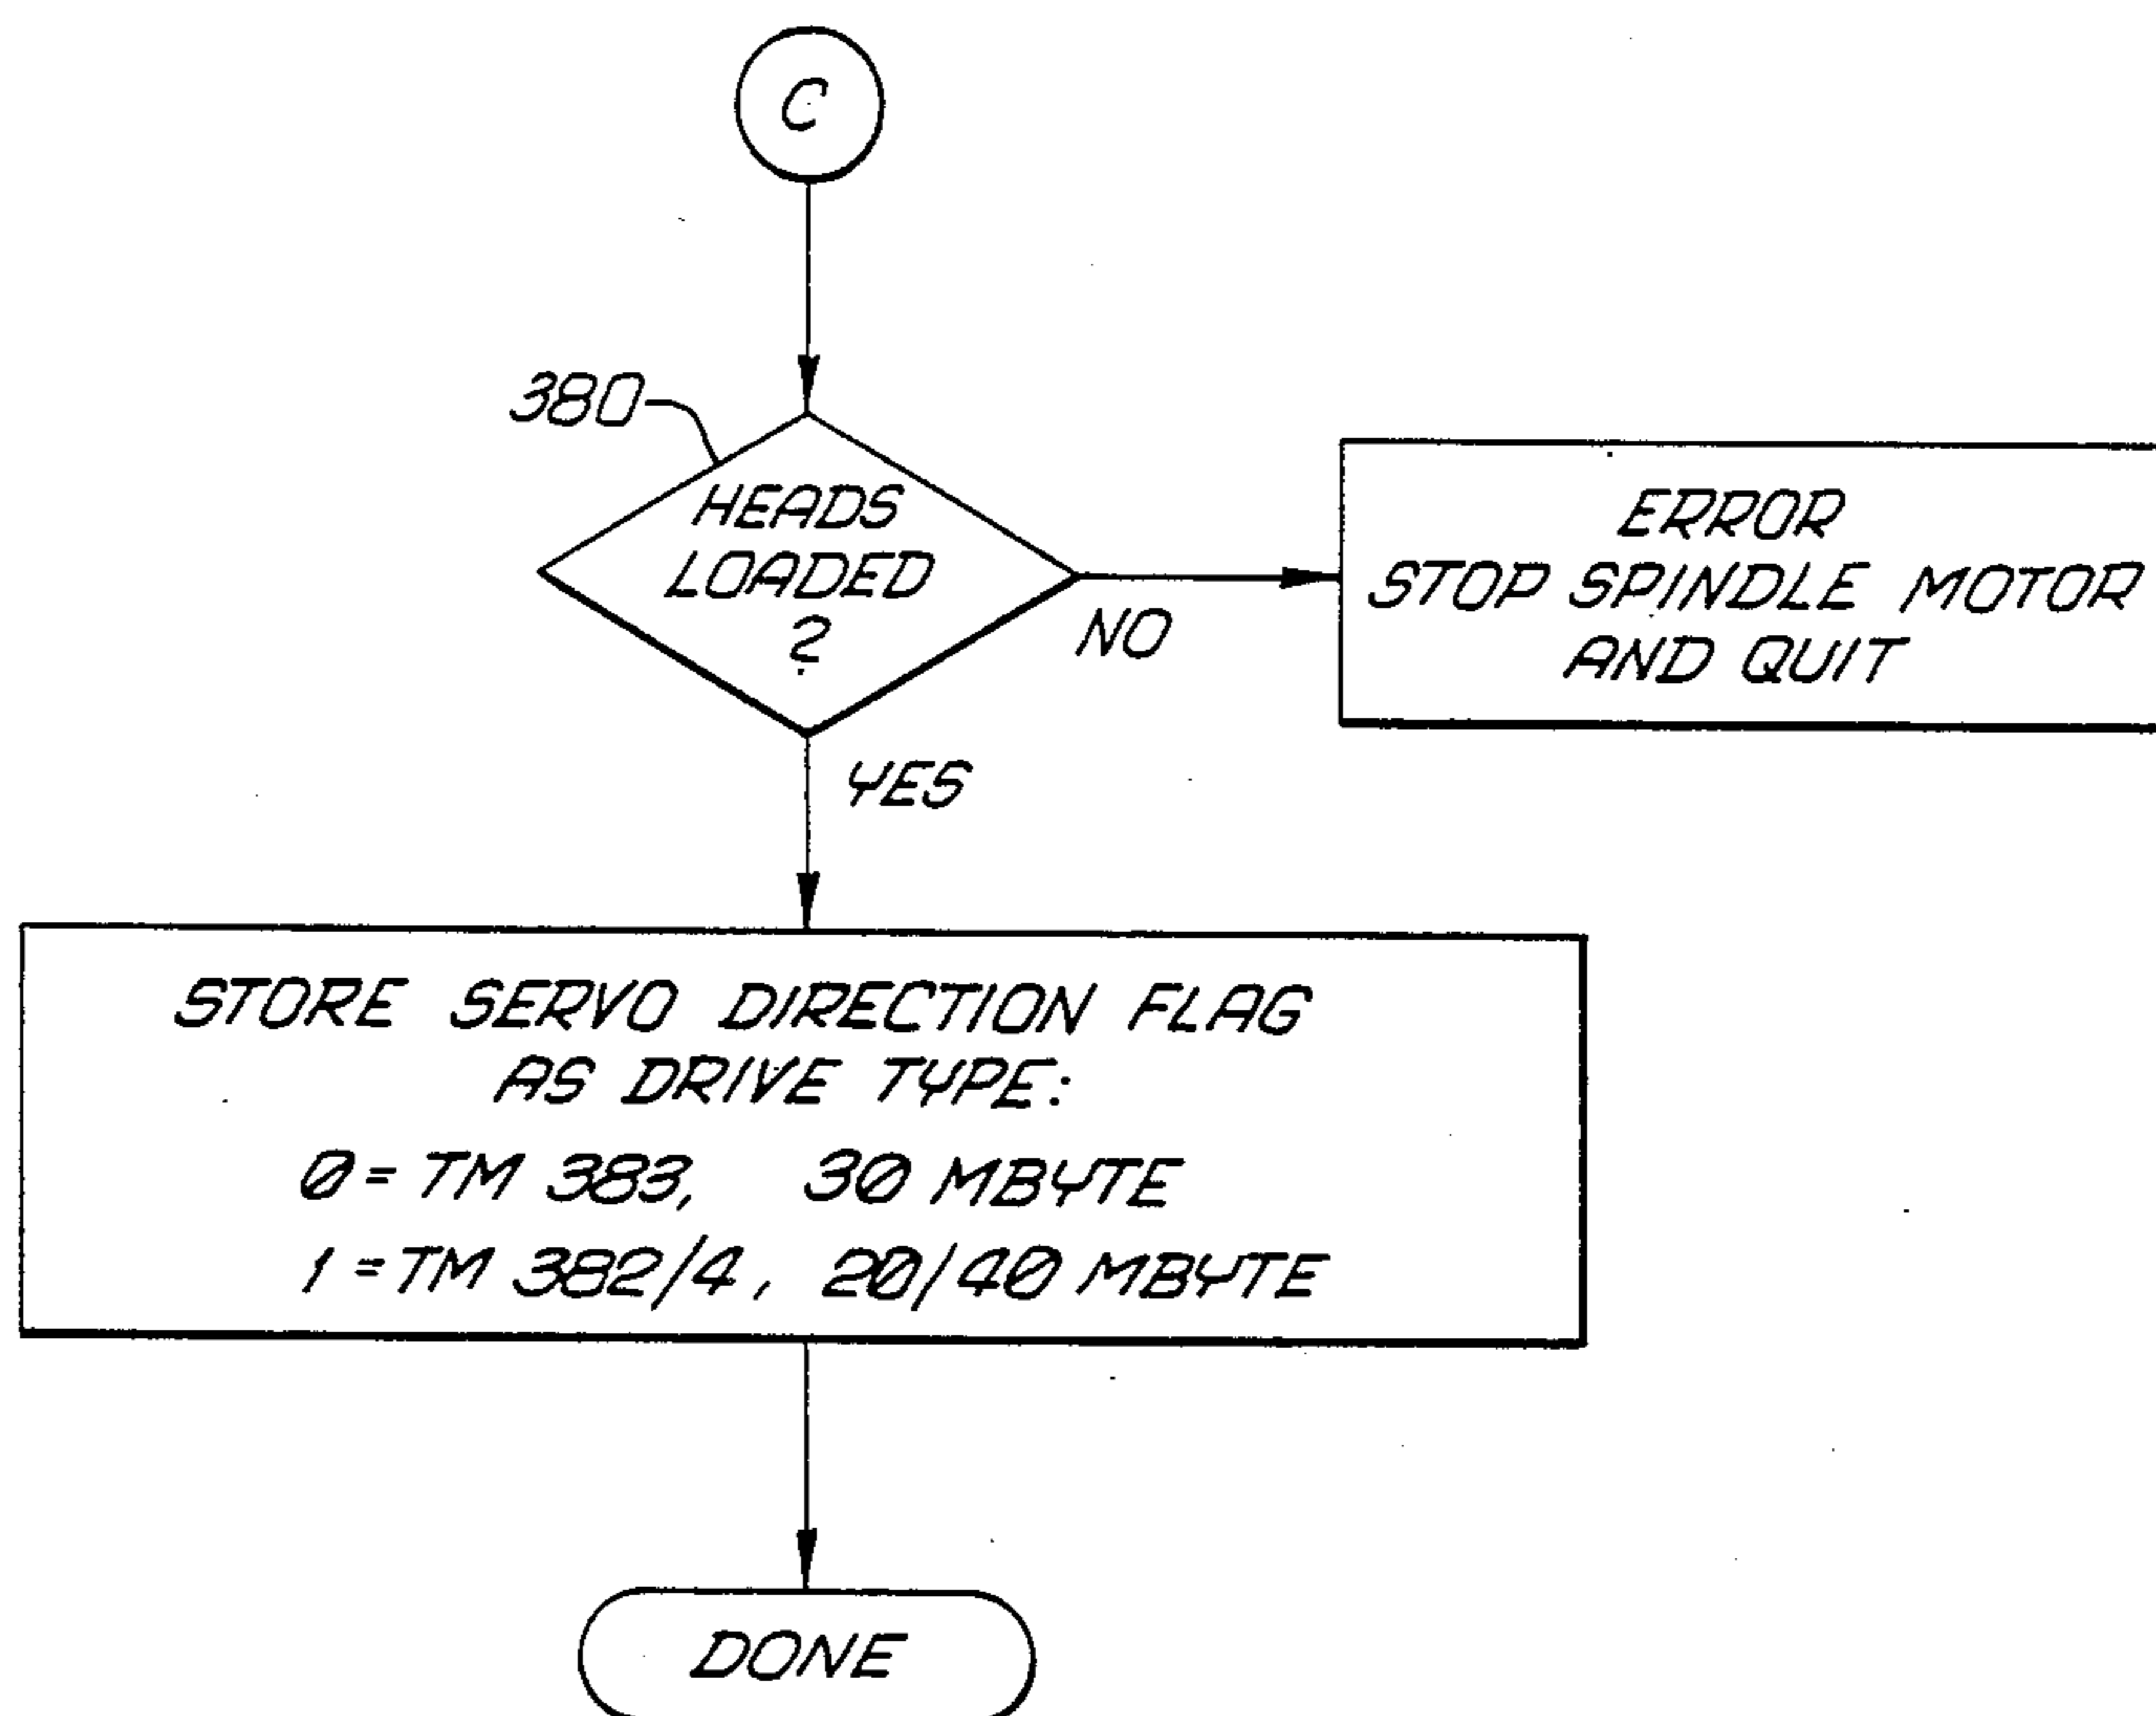 C
380
HEADS
LOADED
?
NO
ERROR
STOP SPINDLE MOTOR
AND QUIT
YES
STORE SERVO DIRECTION FLAG
AS DRIVE TYPE:
0 = TM 383, 30 MBYTE
1 = TM 382/4, 20/40 MBYTE
DONE